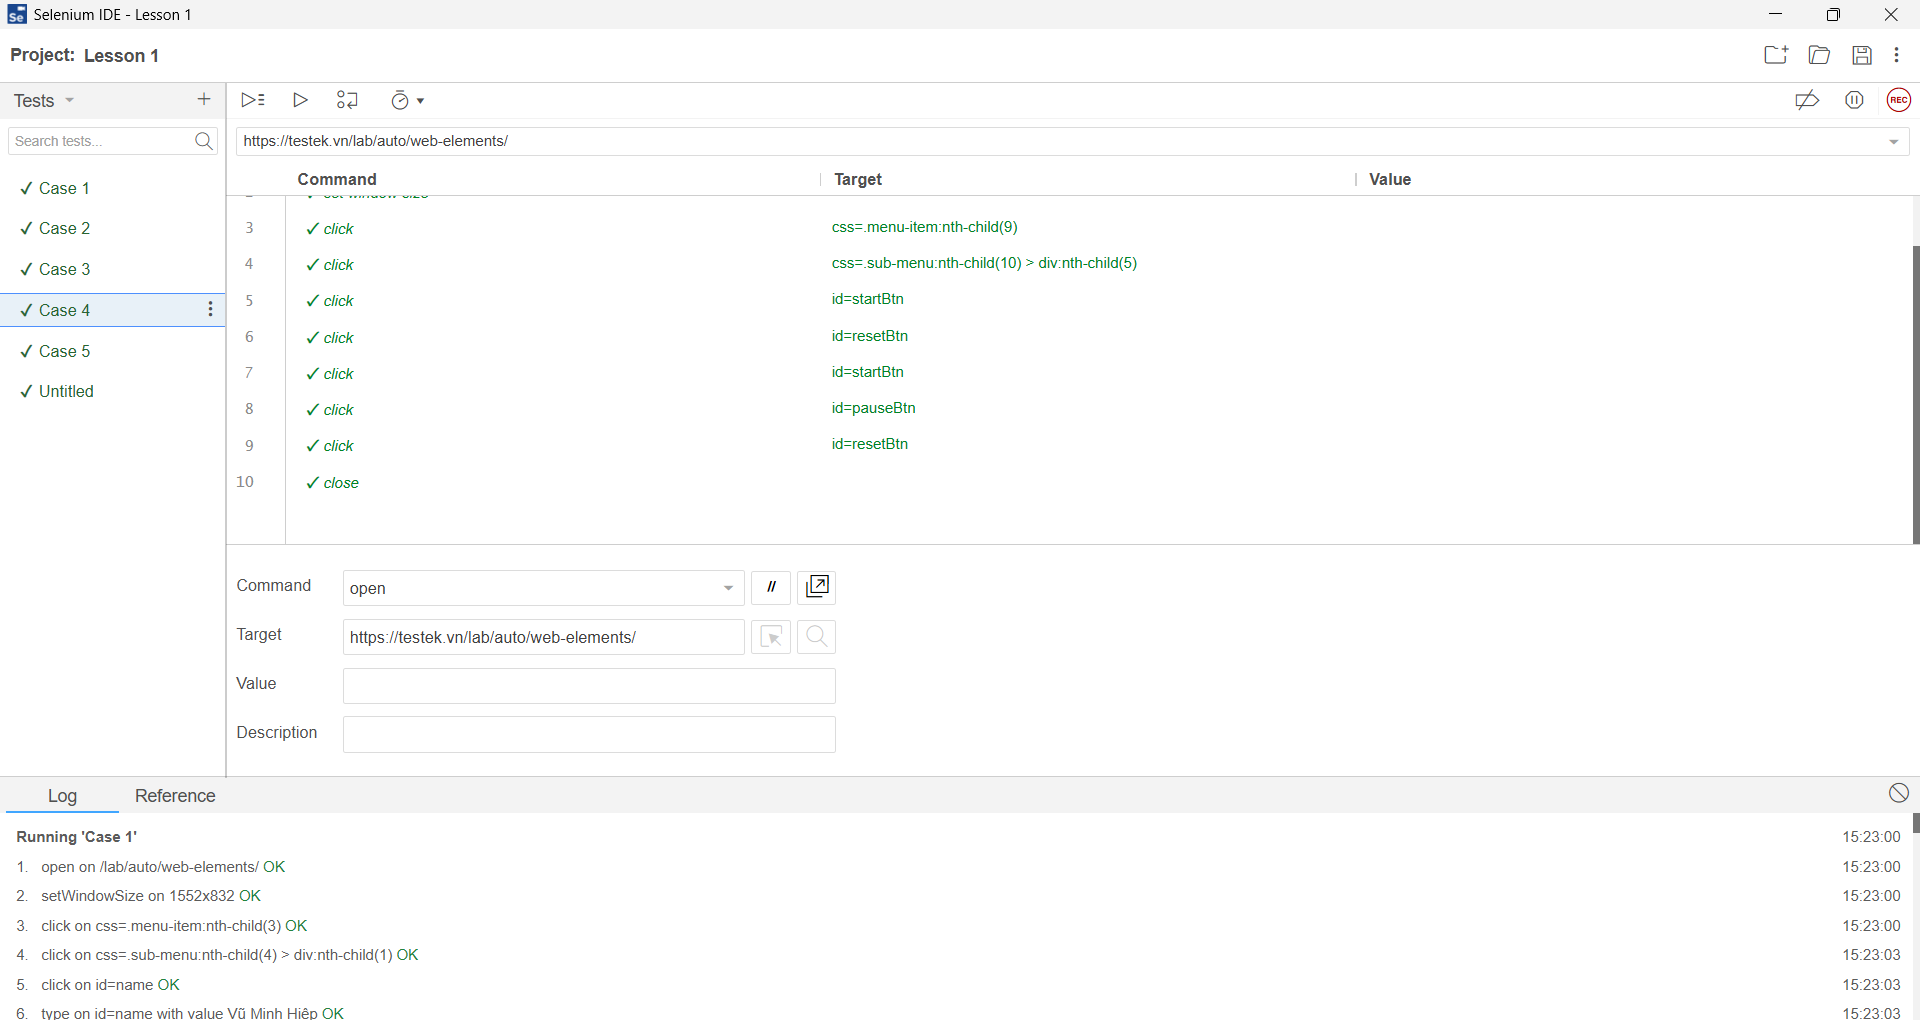 Selenium IDE - Lesson 1
Project: Lesson 1
Tests
Search tests...
✓ Case 1
✓ Case 2
✓ Case 3
✓ Case 4
✓ Case 5
✓ Untitled
REC
https://testek.vn/lab/auto/web-elements/
Command Target Value
3 ✓ click css=.menu-item:nth-child(9)
4 ✓ click css=.sub-menu:nth-child(10) > div:nth-child(5)
5 ✓ click id=startBtn
6 ✓ click id=resetBtn
7 ✓ click id=startBtn
8 ✓ click id=pauseBtn
9 ✓ click id=resetBtn
10 ✓ close
Command open //
Target https://testek.vn/lab/auto/web-elements/
Value
Description
Log Reference
Running 'Case 1' 15:23:00
1. open on /lab/auto/web-elements/ OK 15:23:00
2. setWindowSize on 1552x832 OK 15:23:00
3. click on css=.menu-item:nth-child(3) OK 15:23:00
4. click on css=.sub-menu:nth-child(4) > div:nth-child(1) OK 15:23:03
5. click on id=name OK 15:23:03
6. type on id=name with value Vũ Minh Hiệp OK 15:23:03